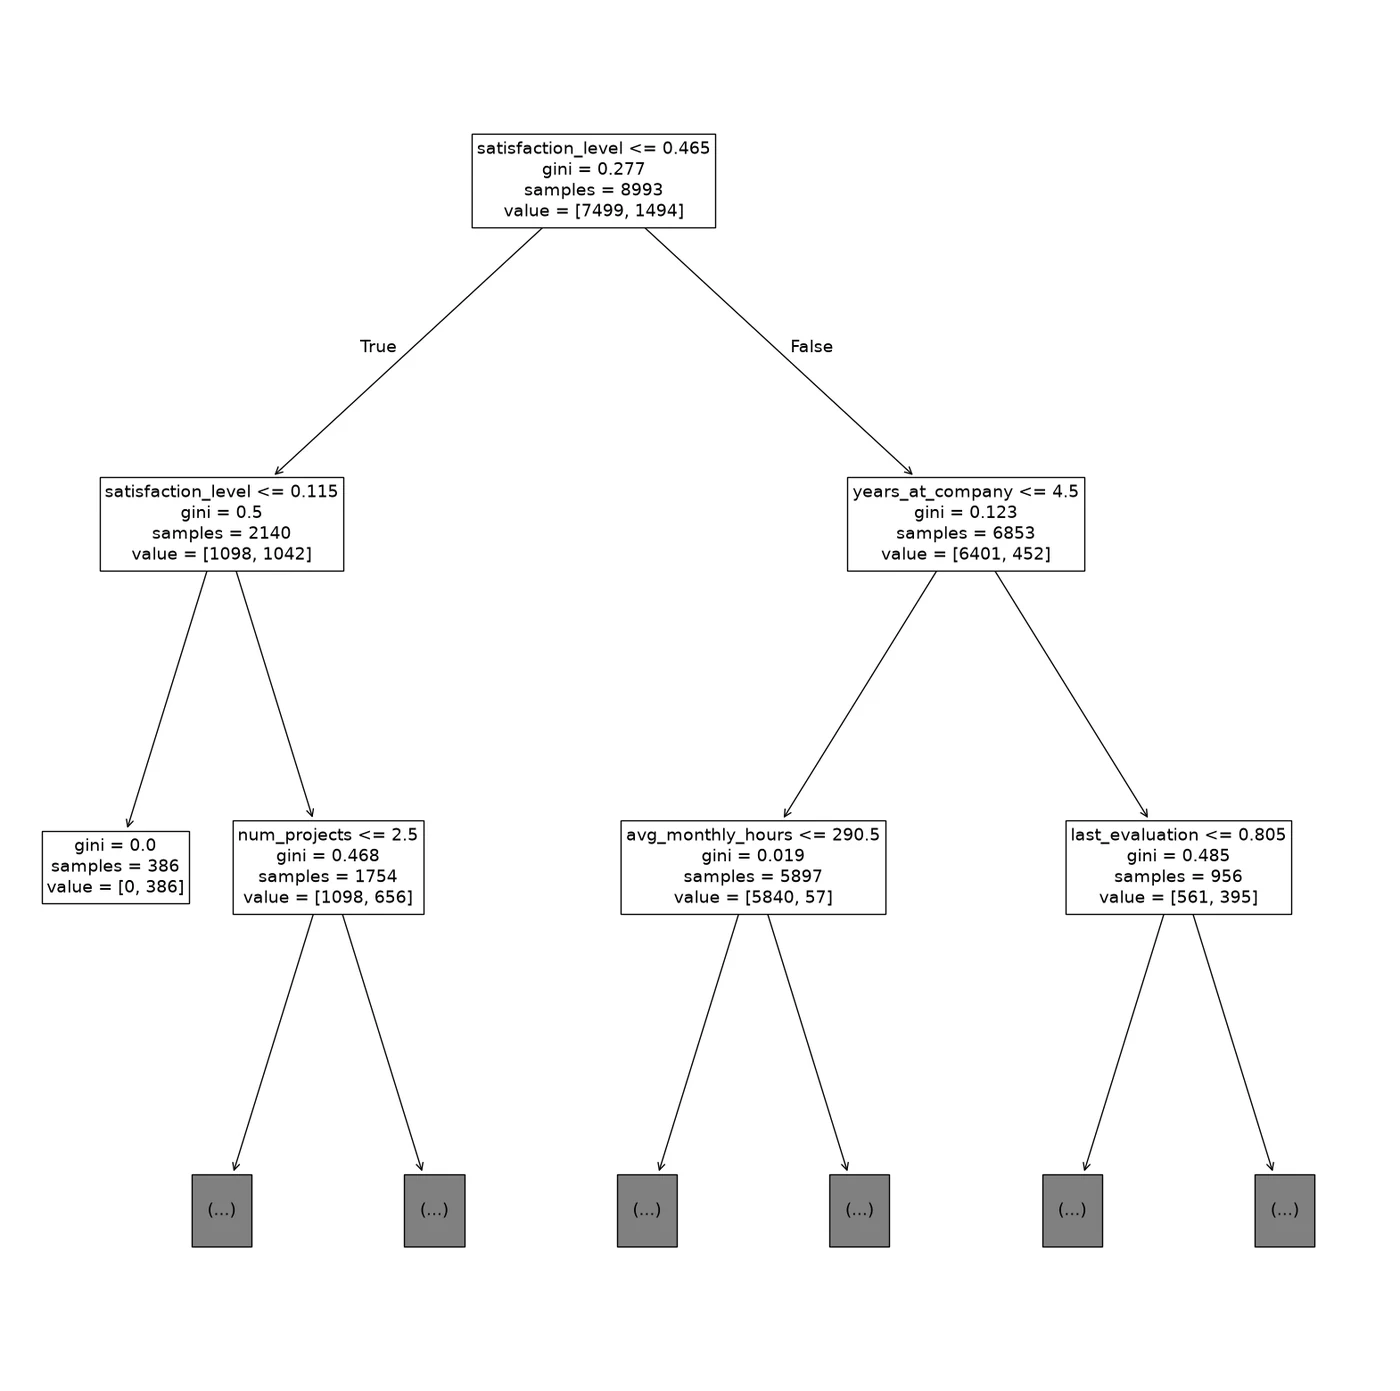 satisfaction_level <= 0.465
gini = 0.277
samples = 8993
value = [7499, 1494]
True
False
satisfaction_level <= 0.115
gini = 0.5
samples = 2140
value = [1098, 1042]
years_at_company <= 4.5
gini = 0.123
samples = 6853
value = [6401, 452]
gini = 0.0
samples = 386
value = [0, 386]
num_projects <= 2.5
gini = 0.468
samples = 1754
value = [1098, 656]
avg_monthly_hours <= 290.5
gini = 0.019
samples = 5897
value = [5840, 57]
last_evaluation <= 0.805
gini = 0.485
samples = 956
value = [561, 395]
(...)
(...)
(...)
(...)
(...)
(...)